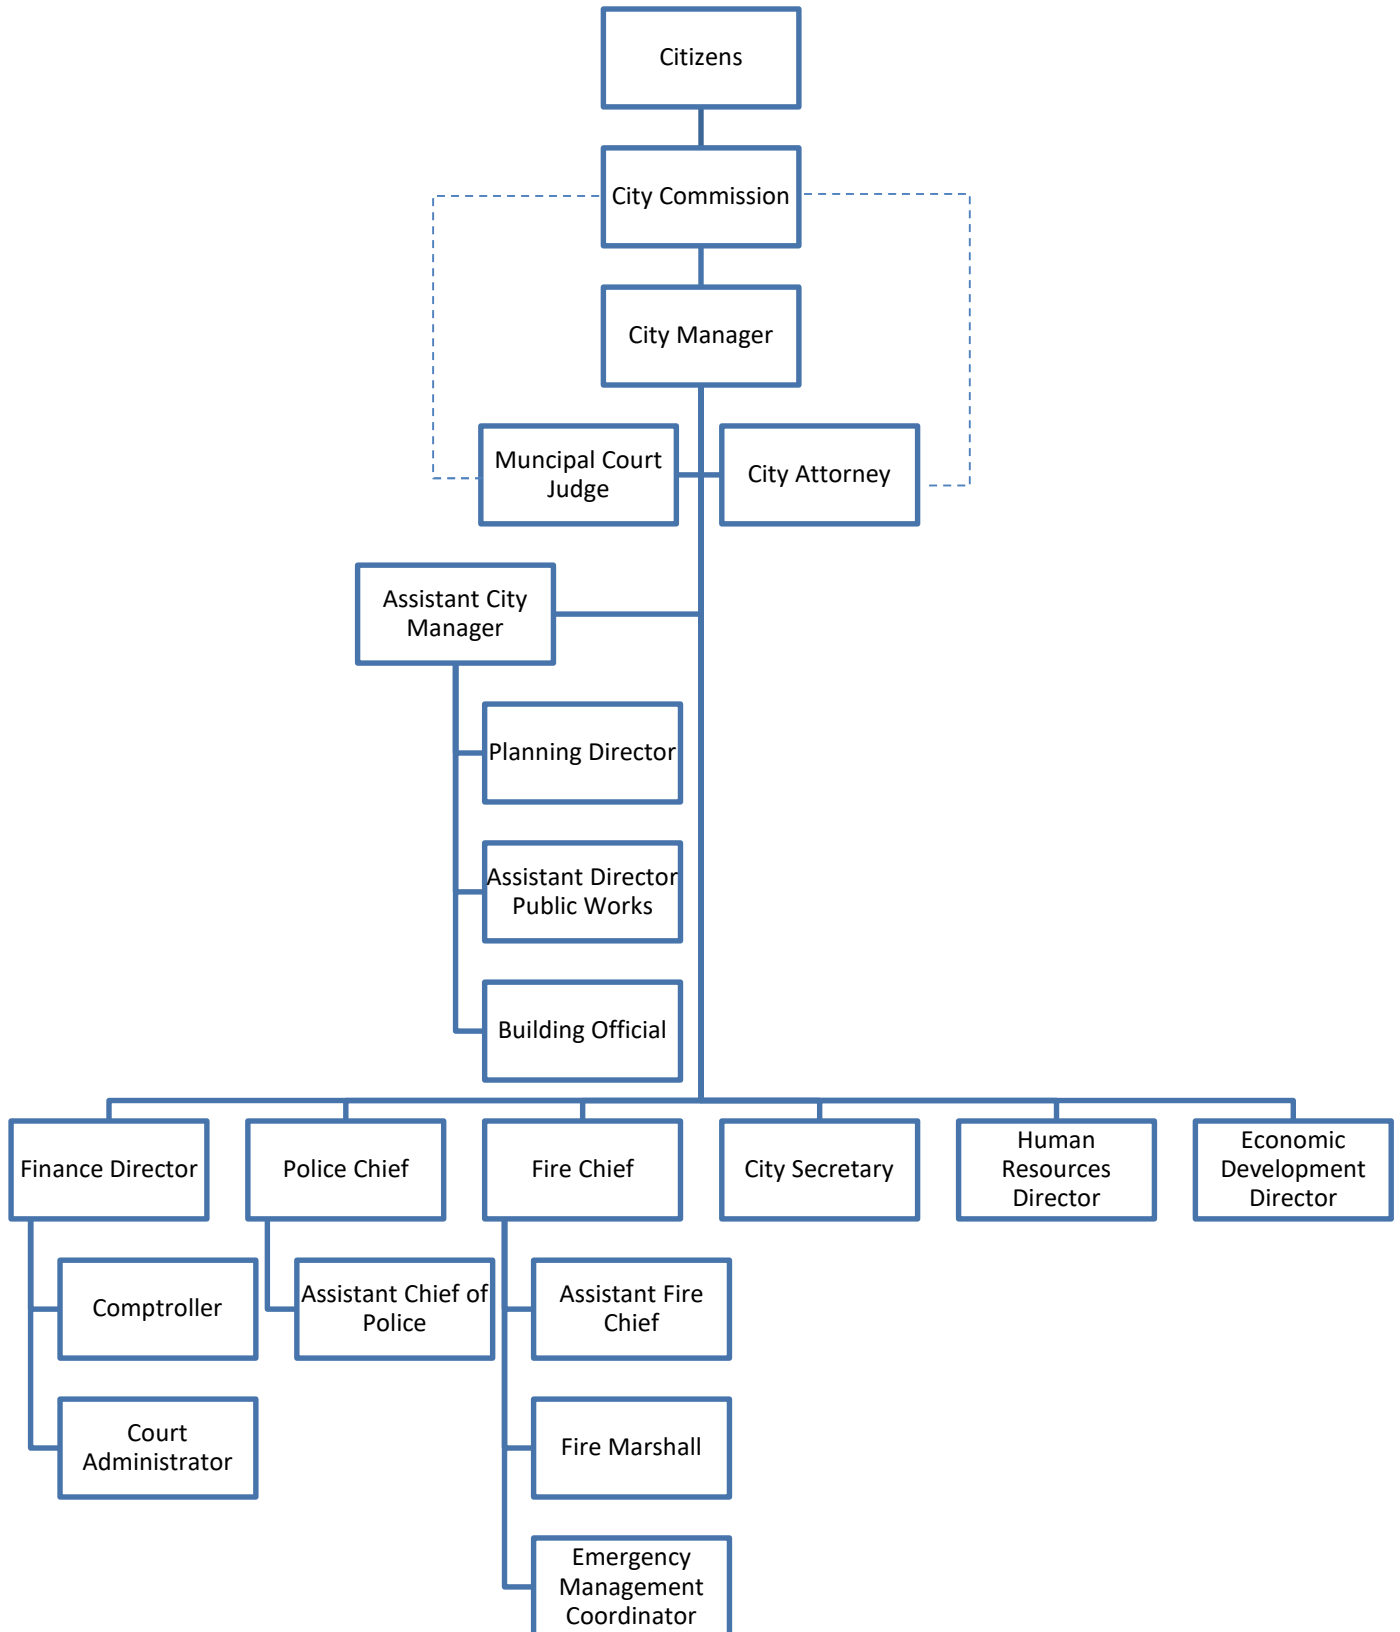 Citizens
City Commission
City Manager
Muncipal Court
Judge
City Attorney
Assistant City
Manager
Planning Director
Assistant Director
Public Works
Building Official
Finance Director
Police Chief
Fire Chief
City Secretary
Human
Resources
Director
Economic
Development
Director
Comptroller
Assistant Chief of
Police
Assistant Fire
Chief
Court
Administrator
Fire Marshall
Emergency
Management
Coordinator